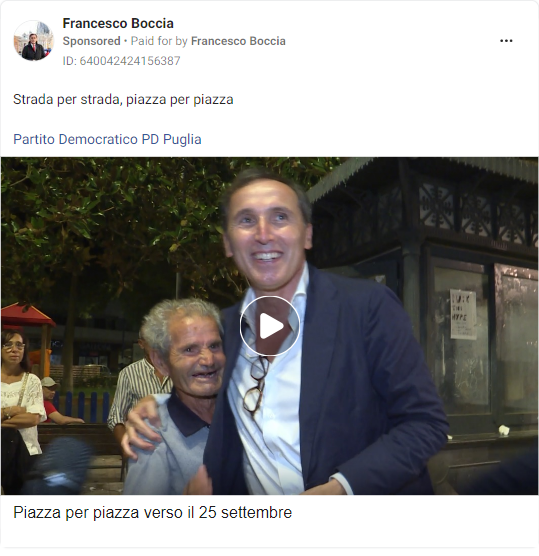 Francesco Boccia
Sponsored • Paid for by Francesco Boccia
ID: 640042424156387
Strada per strada, piazza per piazza
Partito Democratico PD Puglia
Piazza per piazza verso il 25 settembre